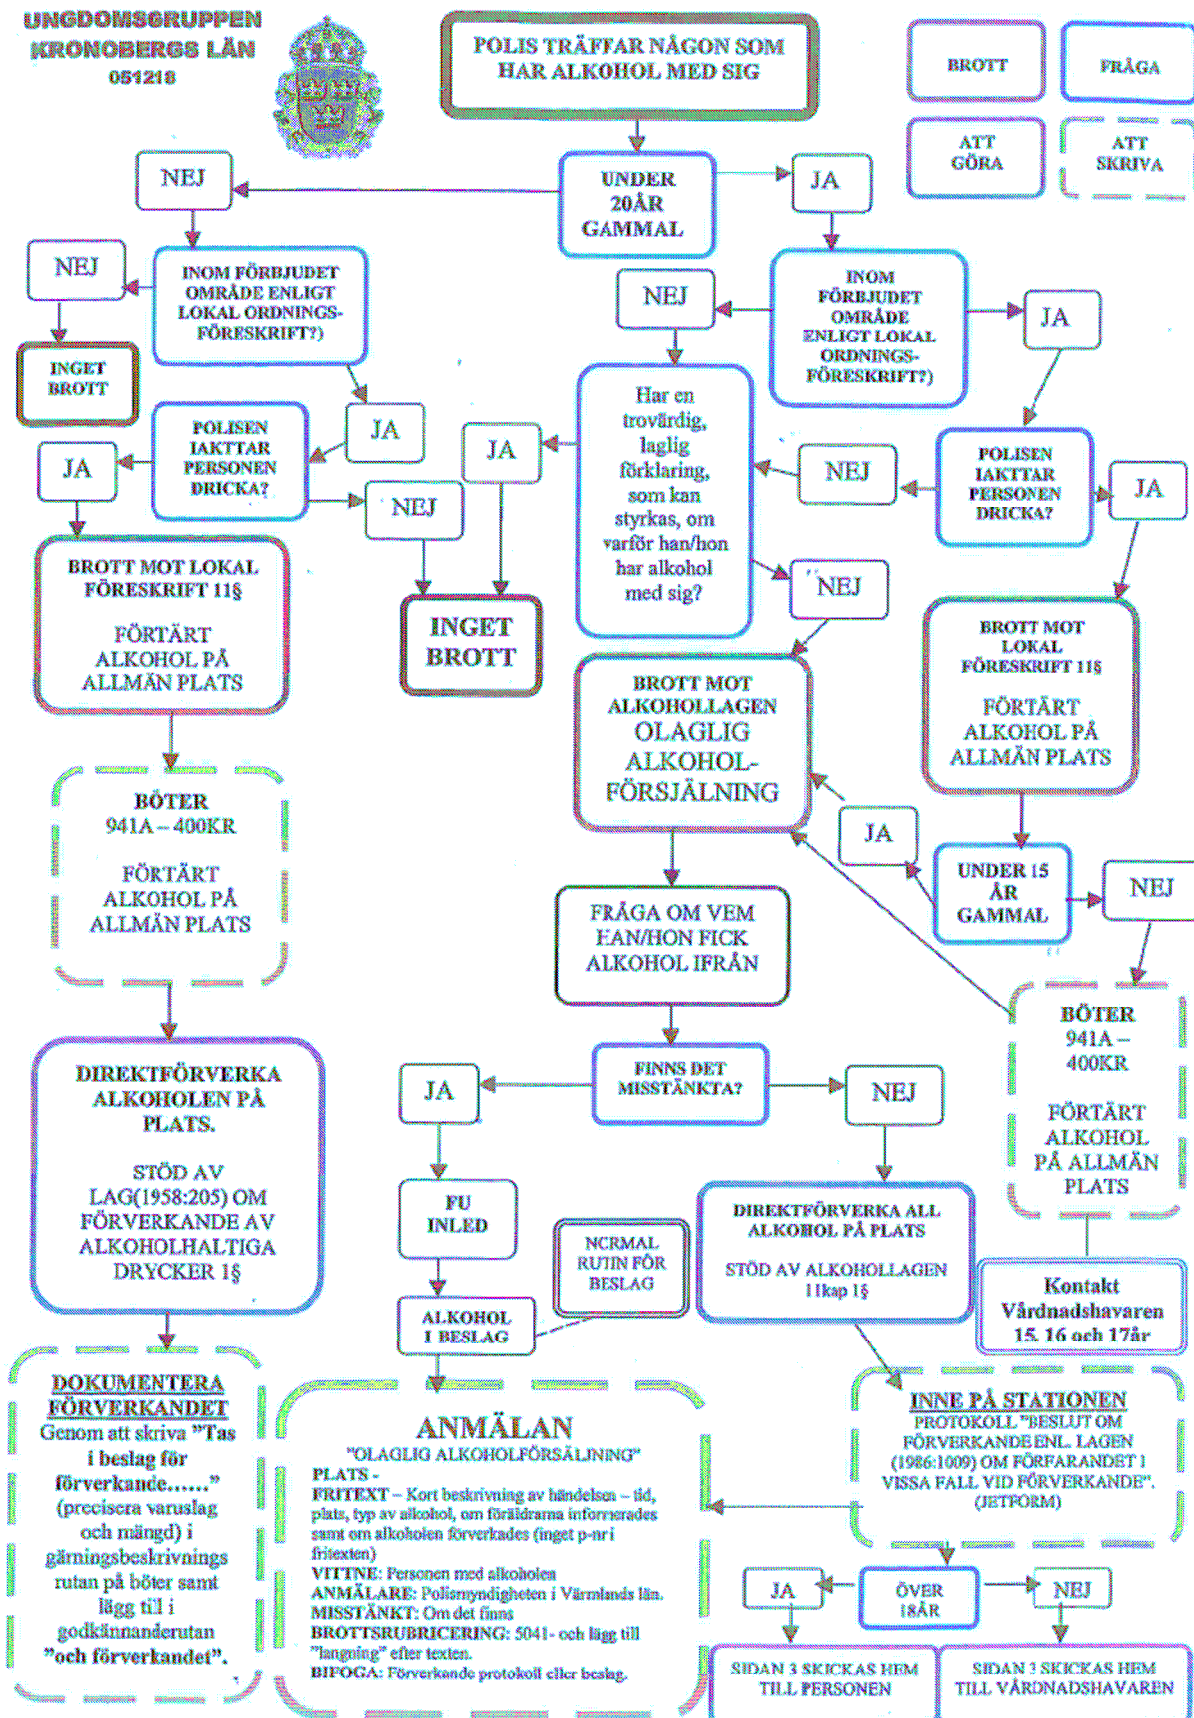 UNGDOMSGRUPPEN
KRONOBERGS LÄN
051218
POLIS TRÄFFAR NÅGON SOM
HAR ALKOHOL MED SIG
BROTT
FRÅGA
ATT
GÖRA
ATT
SKRIVA
NEJ
UNDER
20ÅR
GAMMAL
JA
NEJ
INOM FÖRBJUDET
OMRÅDE ENLIGT
LOKAL ORDNINGS-
FÖRESKRIFT?)
NEJ
INOM
FÖRBJUDET
OMRÅDE
ENLIGT LOKAL
ORDNINGS-
FÖRESKRIFT?)
JA
INGET
BROTT
POLISEN
IAKTTAR
PERSONEN
DRICKA?
JA
JA
NEJ
JA
Har en
trovärdig,
laglig
förklaring,
som kan
styrkas, om
varför han/hon
har alkohol
med sig?
NEJ
POLISEN
IAKTTAR
PERSONEN
DRICKA?
JA
NEJ
BROTT MOT LOKAL
FÖRESKRIFT 11§
FÖRTÄRT
ALKOHOL PÅ
ALLMÄN PLATS
INGET
BROTT
BROTT MOT
LOKAL
FÖRESKRIFT 11§
FÖRTÄRT
ALKOHOL PÅ
ALLMÄN PLATS
BROTT MOT
ALKOHOLLAGEN
OLAGLIG
ALKOHOL-
FÖRSJÄLNING
BÖTER
941A – 400KR
FÖRTÄRT
ALKOHOL PÅ
ALLMÄN PLATS
JA
UNDER 15
ÅR
GAMMAL
NEJ
FRÅGA OM VEM
HAN/HON FICK
ALKOHOL IFRÅN
BÖTER
941A –
400KR
FÖRTÄRT
ALKOHOL
PÅ ALLMÄN
PLATS
DIREKTFÖRVERKA
ALKOHOLEN PÅ
PLATS.
STÖD AV
LAG(1958:205) OM
FÖRVERKANDE AV
ALKOHOLHALTIGA
DRYCKER 1§
JA
FINNS DET
MISSTÄNKTA?
NEJ
FU
INLED
NORMAL
RUTIN FÖR
BESLAG
DIREKTFÖRVERKA ALL
ALKOHOL PÅ PLATS
STÖD AV ALKOHOLLAGEN
11kap 1§
Kontakt
Vårdnadshavaren
15, 16 och 17år
ALKOHOL
I BESLAG
DOKUMENTERA
FÖRVERKANDET
Genom att skriva "Tas
i beslag för
förverkande......"
(precisera varuslag
och mängd) i
gärningsbeskrivnings
rutan på böter samt
lägg till i
godkännanderutan
"och förverkandet".
ANMÄLAN
"OLAGLIG ALKOHOLFÖRSÄLJNING"
PLATS -
FRITEXT – Kort beskrivning av händelsen – tid,
plats, typ av alkohol, om föräldrarna informerades
samt om alkoholen förverkades (inget p-nr i
fritexten)
VITTNE: Personen med alkoholen
ANMÄLARE: Polismyndigheten i Värmlands län.
MISSTÄNKT: Om det finns
BROTTSRUBRICERING: 5041- och lägg till
"langning" efter texten.
BIFOGA: Förverkande protokoll eller beslag.
INNE PÅ STATIONEN
PROTOKOLL "BESLUT OM
FÖRVERKANDE ENL. LAGEN
(1986:1009) OM FÖRFARANDET I
VISSA FALL VID FÖRVERKANDE".
(JETFORM)
JA
ÖVER
18ÅR
NEJ
SIDAN 3 SKICKAS HEM
TILL PERSONEN
SIDAN 3 SKICKAS HEM
TILL VÅRDNADSHAVAREN